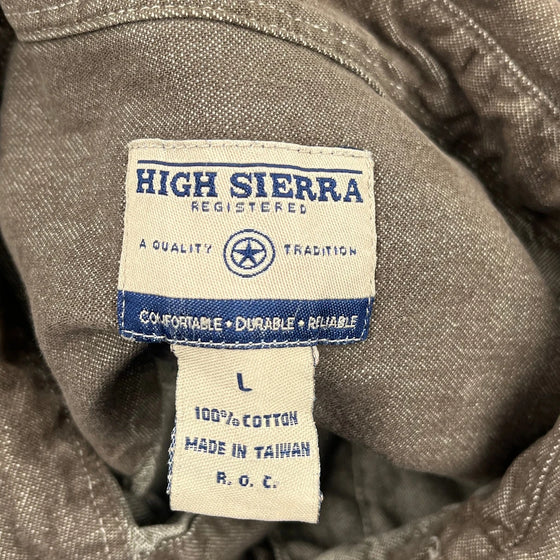 HIGH SIERRA
REGISTERED
A QUALITY TRADITION
COMFORTABLE • DURABLE • RELIABLE
L
100% COTTON
MADE IN TAIWAN
R. O. C.